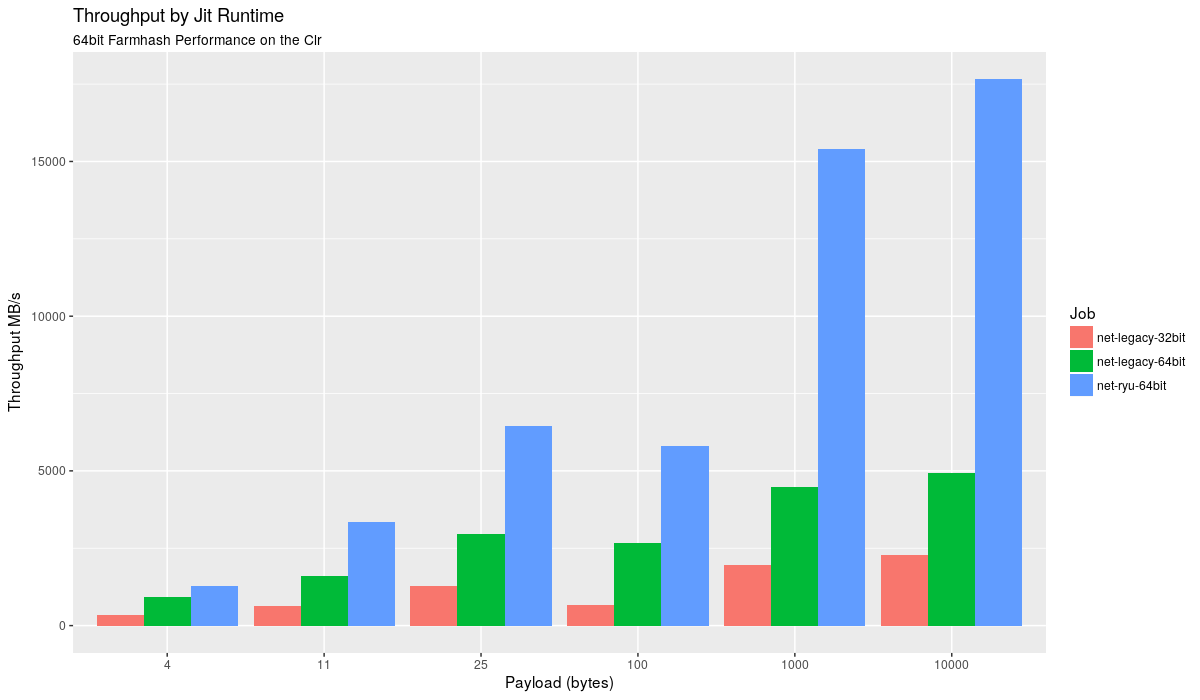 Throughput by Jit Runtime
64bit Farmhash Performance on the Clr
Throughput MB/s
15000
10000
5000
0
4
11
25
100
1000
10000
Payload (bytes)
Job
net-legacy-32bit
net-legacy-64bit
net-ryu-64bit